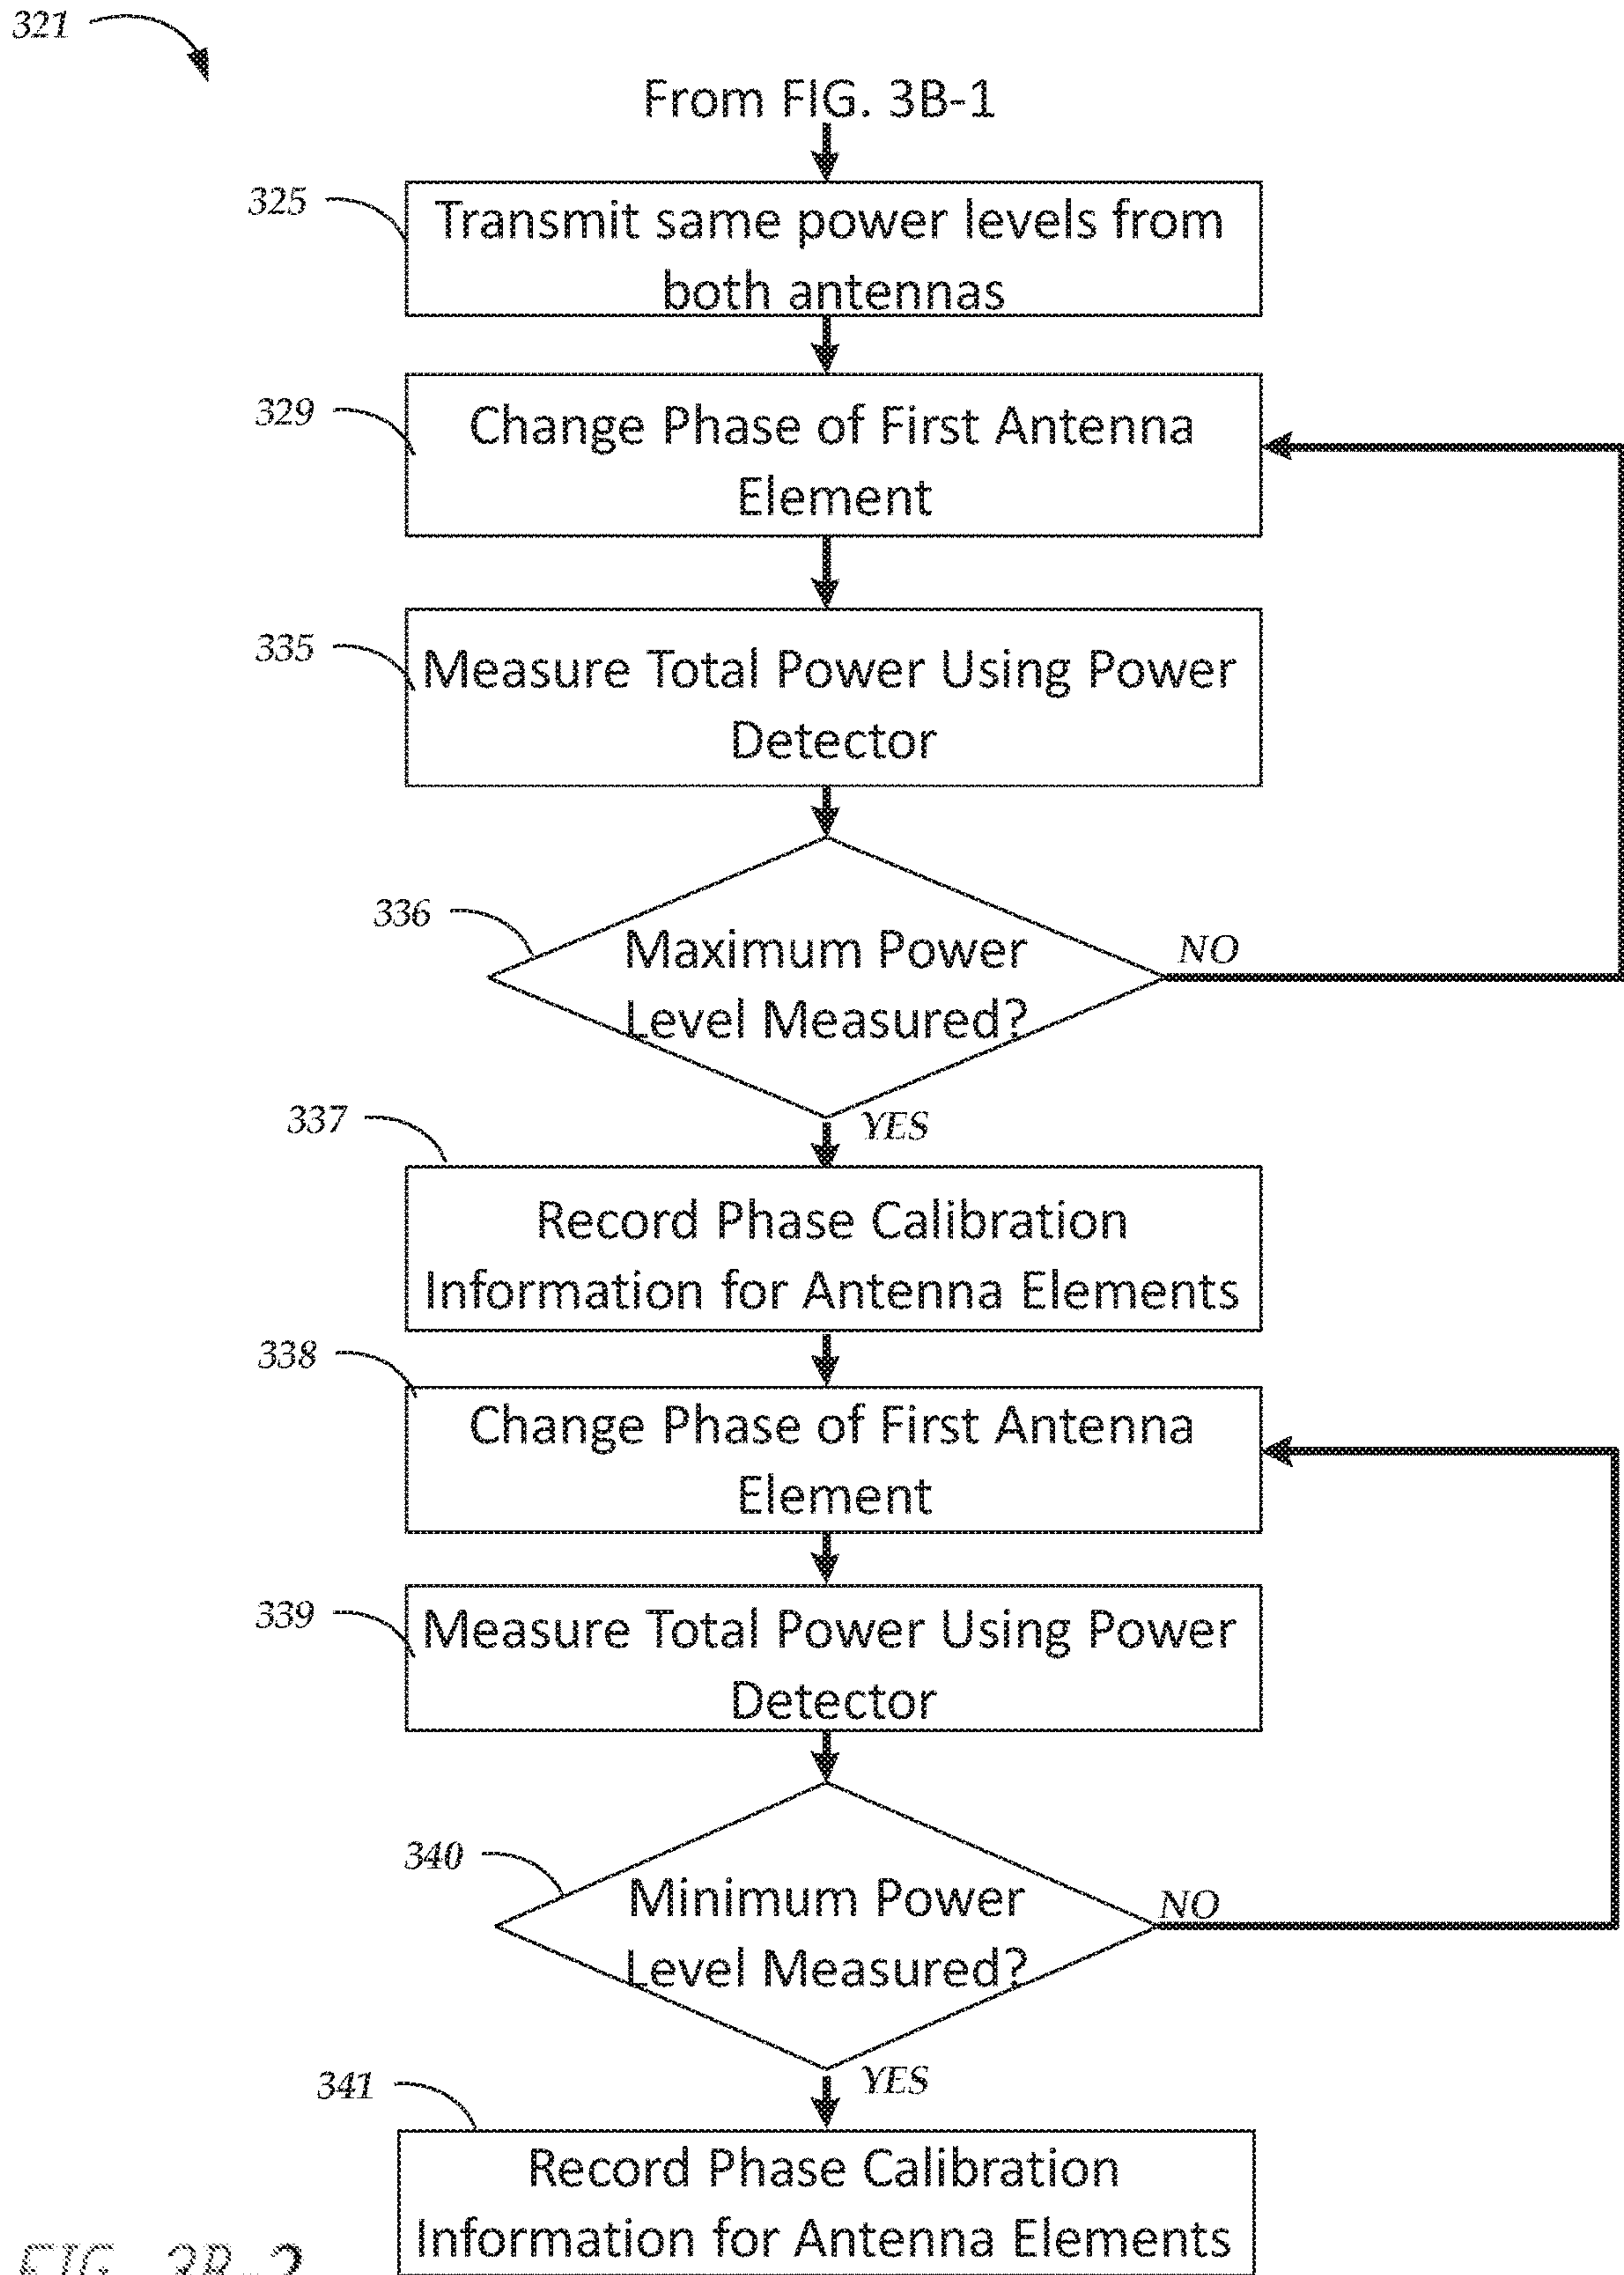 321
From FIG. 3B-1
325
Transmit same power levels from
both antennas
329
Change Phase of First Antenna
Element
335
Measure Total Power Using Power
Detector
336
Maximum Power
Level Measured?
NO
YES
337
Record Phase Calibration
Information for Antenna Elements
338
Change Phase of First Antenna
Element
339
Measure Total Power Using Power
Detector
340
Minimum Power
Level Measured?
NO
YES
341
Record Phase Calibration
Information for Antenna Elements
FIG. 3B-2